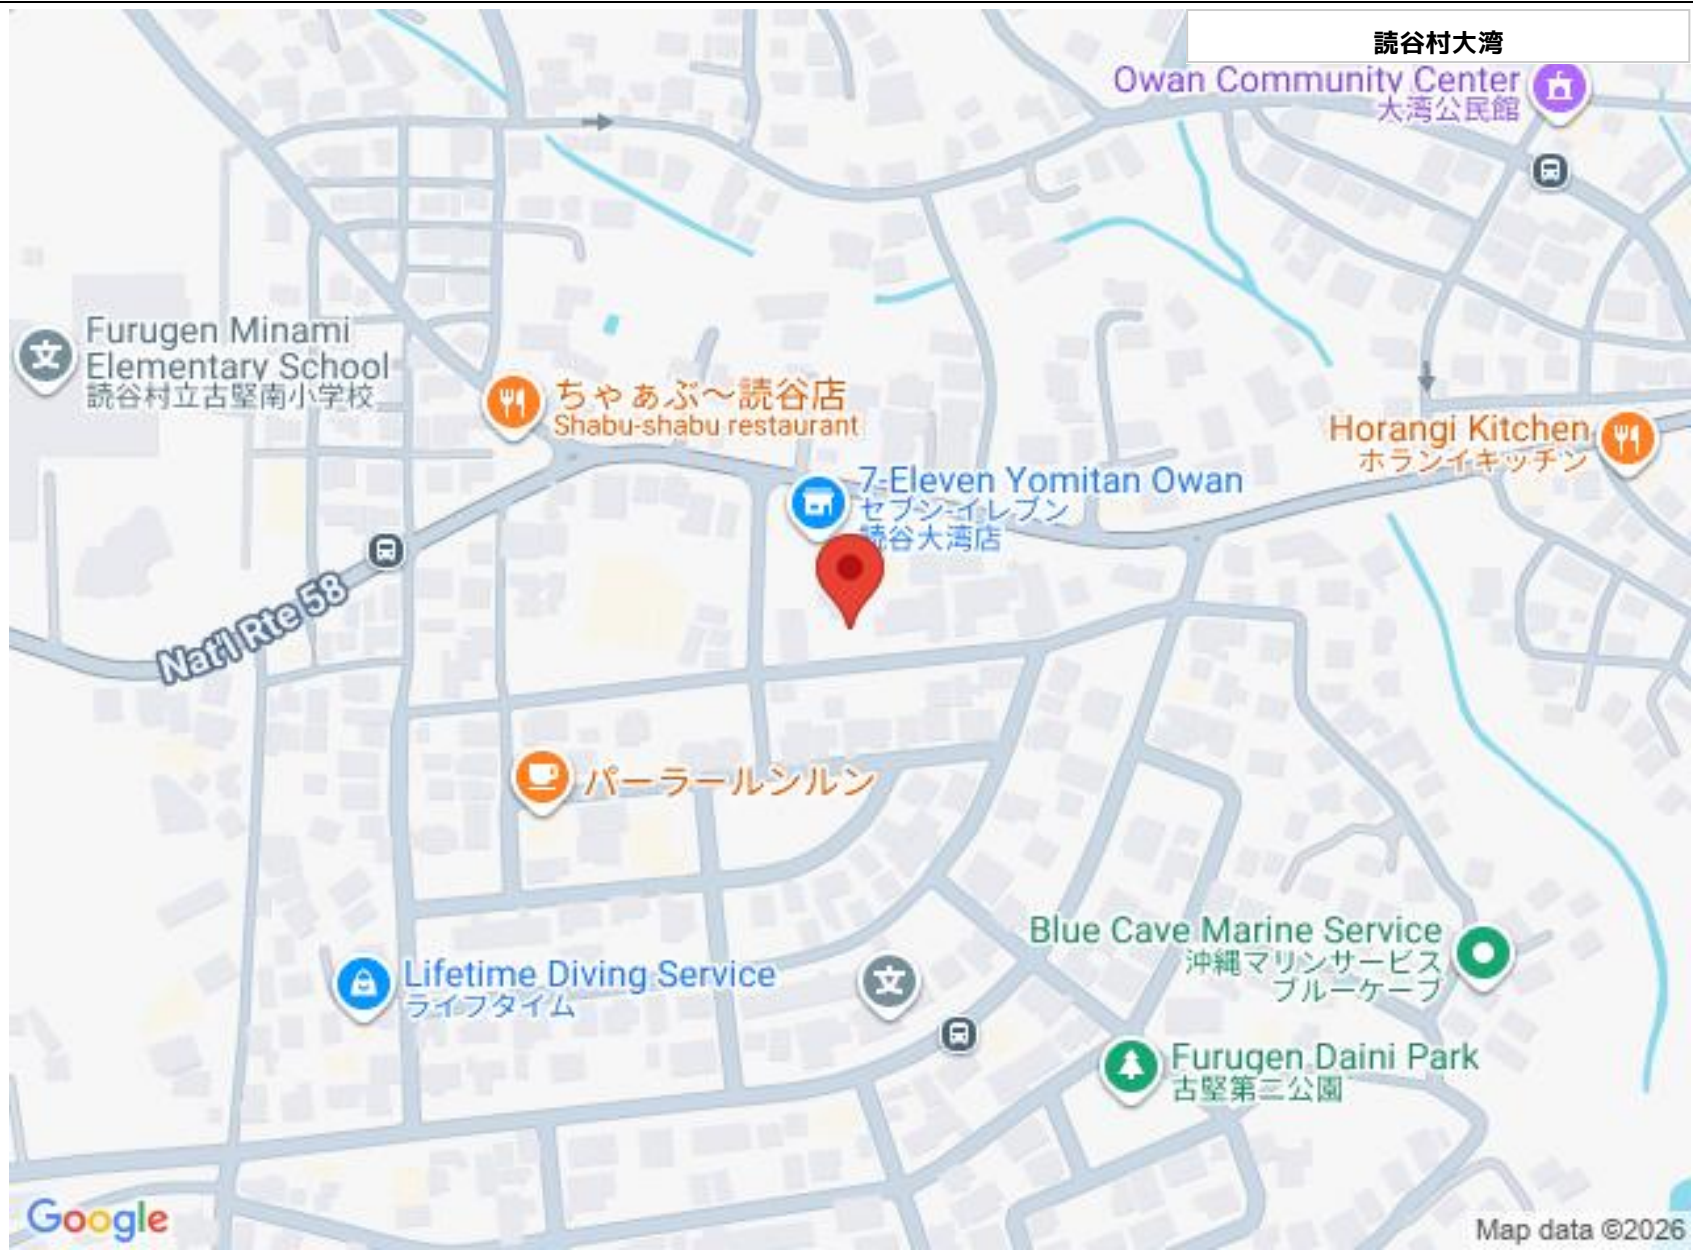 読谷村大湾
Owan Community Center
大湾公民館
Furugen Minami
Elementary School
読谷村立古堅南小学校
ちゃぁぶ～読谷店
Shabu-shabu restaurant
Horangi Kitchen
ホランイキッチン
7-Eleven Yomitan Owan
セブン-イレブン
読谷大湾店
Nat'l Rte 58
パーラールンルン
Blue Cave Marine Service
沖縄マリンサービス
ブルーケーブ
Lifetime Diving Service
ライフタイム
Furugen Daini Park
古堅第二公園
Google
Map data ©2026